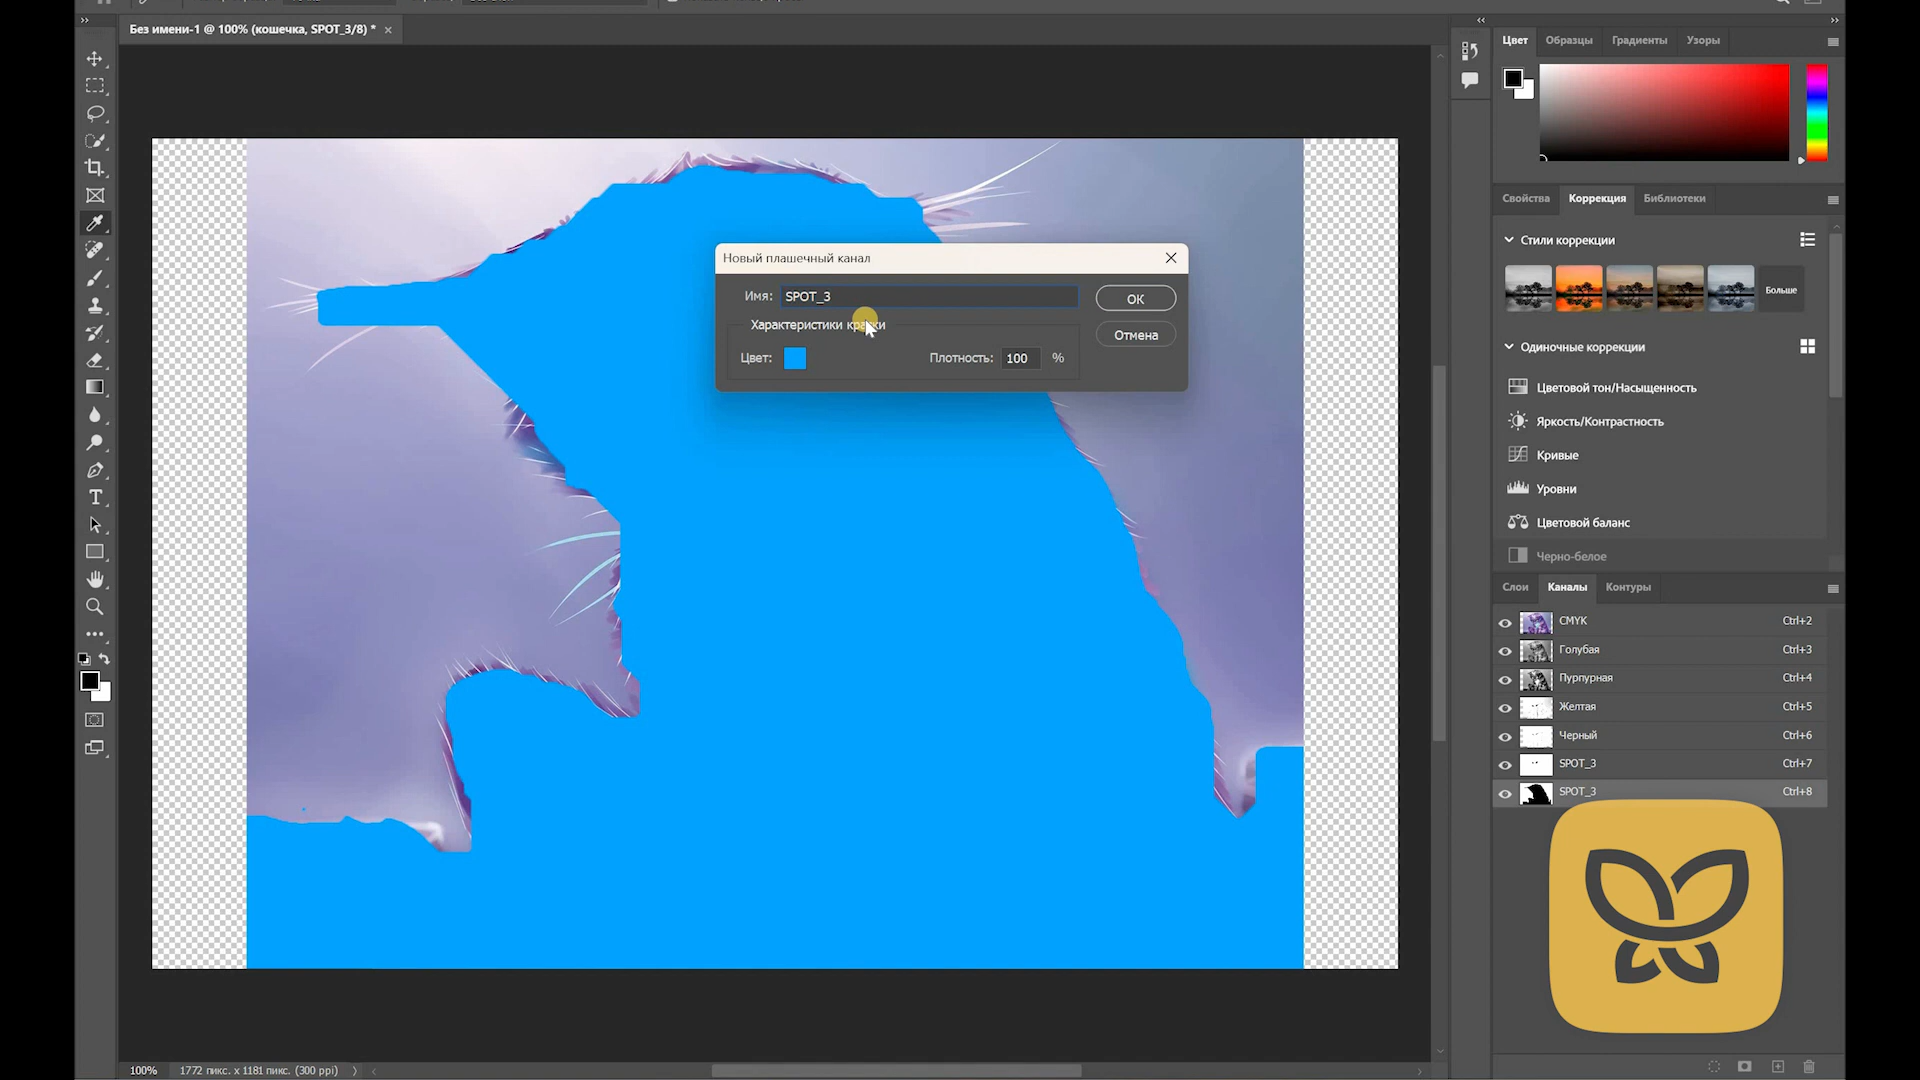 Без имени-1 @ 100% (кошечка, SPOT_3/8) *
Цвет
Образцы
Градиенты
Узоры
Свойства
Коррекция
Библиотеки
Стили коррекции
Больше
Новый плашечный канал
Имя: SPOT_3
OK
Характеристики краски
Отмена
Цвет:
Плотность: 100 %
Одиночные коррекции
Цветовой тон/Насыщенность
Яркость/Контрастность
Кривые
Уровни
Цветовой баланс
Черно-белое
Слои
Каналы
Контуры
CMYK Ctrl+2
Голубая Ctrl+3
Пурпурная Ctrl+4
Желтая Ctrl+5
Черный Ctrl+6
SPOT_3 Ctrl+7
SPOT_3 Ctrl+8
100%
1772 пикс. x 1181 пикс. (300 ppi)